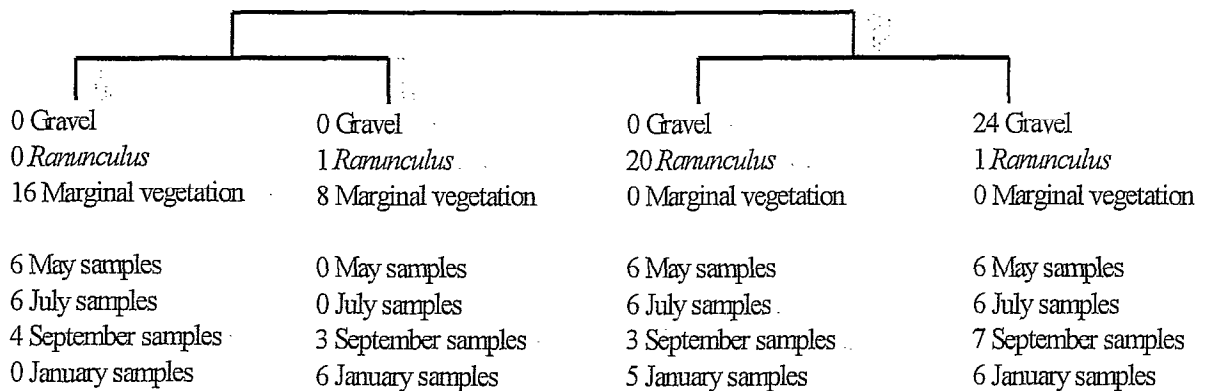 0 Gravel
0 Ranunculus
16 Marginal vegetation
6 May samples
6 July samples
4 September samples
0 January samples
0 Gravel
1 Ranunculus
8 Marginal vegetation
0 May samples
0 July samples
3 September samples
6 January samples
0 Gravel
20 Ranunculus
0 Marginal vegetation
6 May samples
6 July samples
3 September samples
5 January samples
24 Gravel
1 Ranunculus
0 Marginal vegetation
6 May samples
6 July samples
7 September samples
6 January samples